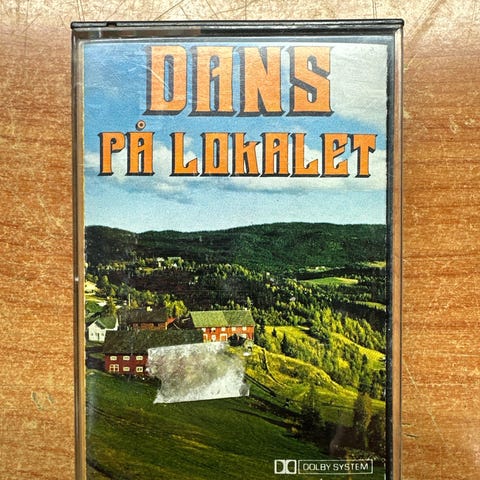 DANS
PÅ LOKALET
DOLBY SYSTEM